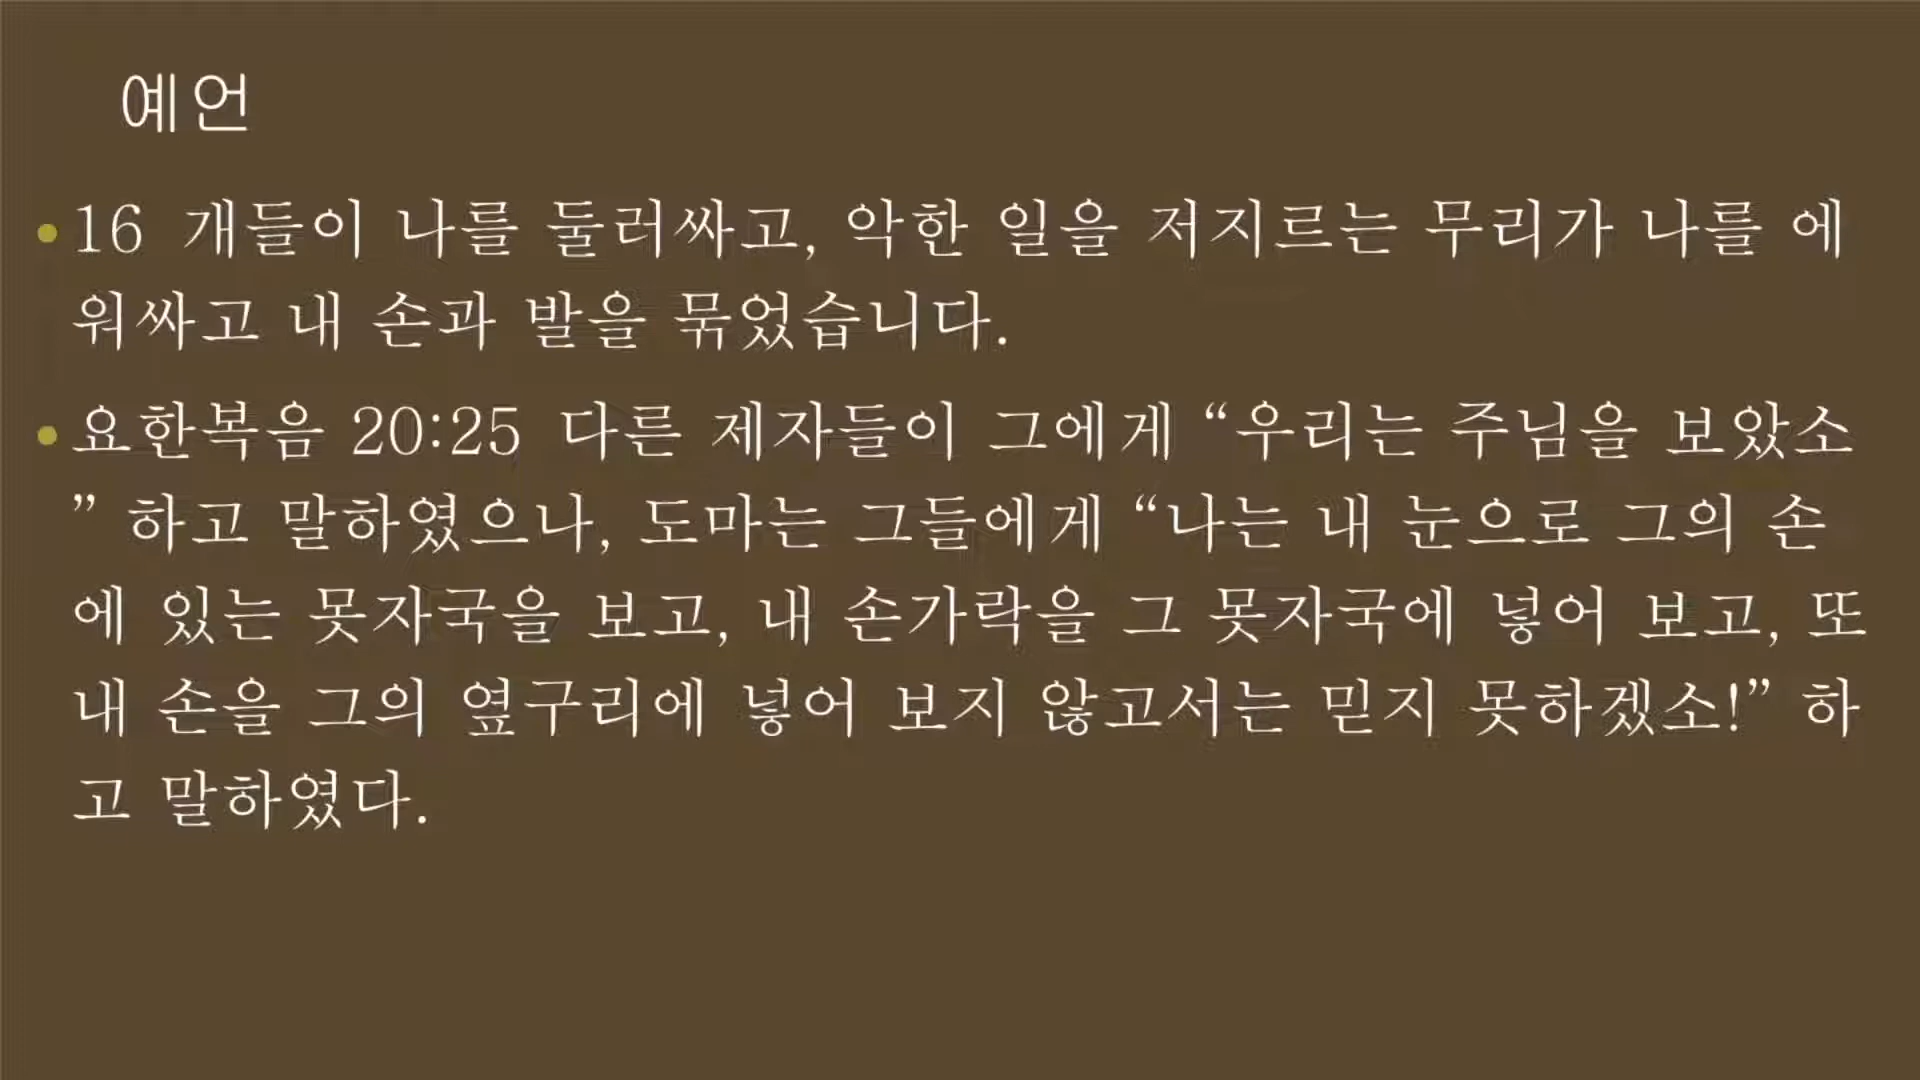 예언
• 16 개들이 나를 둘러싸고, 악한 일을 저지르는 무리가 나를 에
워싸고 내 손과 발을 묶었습니다.
• 요한복음 20:25 다른 제자들이 그에게 “우리는 주님을 보았소
” 하고 말하였으나, 도마는 그들에게 “나는 내 눈으로 그의 손
에 있는 못자국을 보고, 내 손가락을 그 못자국에 넣어 보고, 또
내 손을 그의 옆구리에 넣어 보지 않고서는 믿지 못하겠소!” 하
고 말하였다.